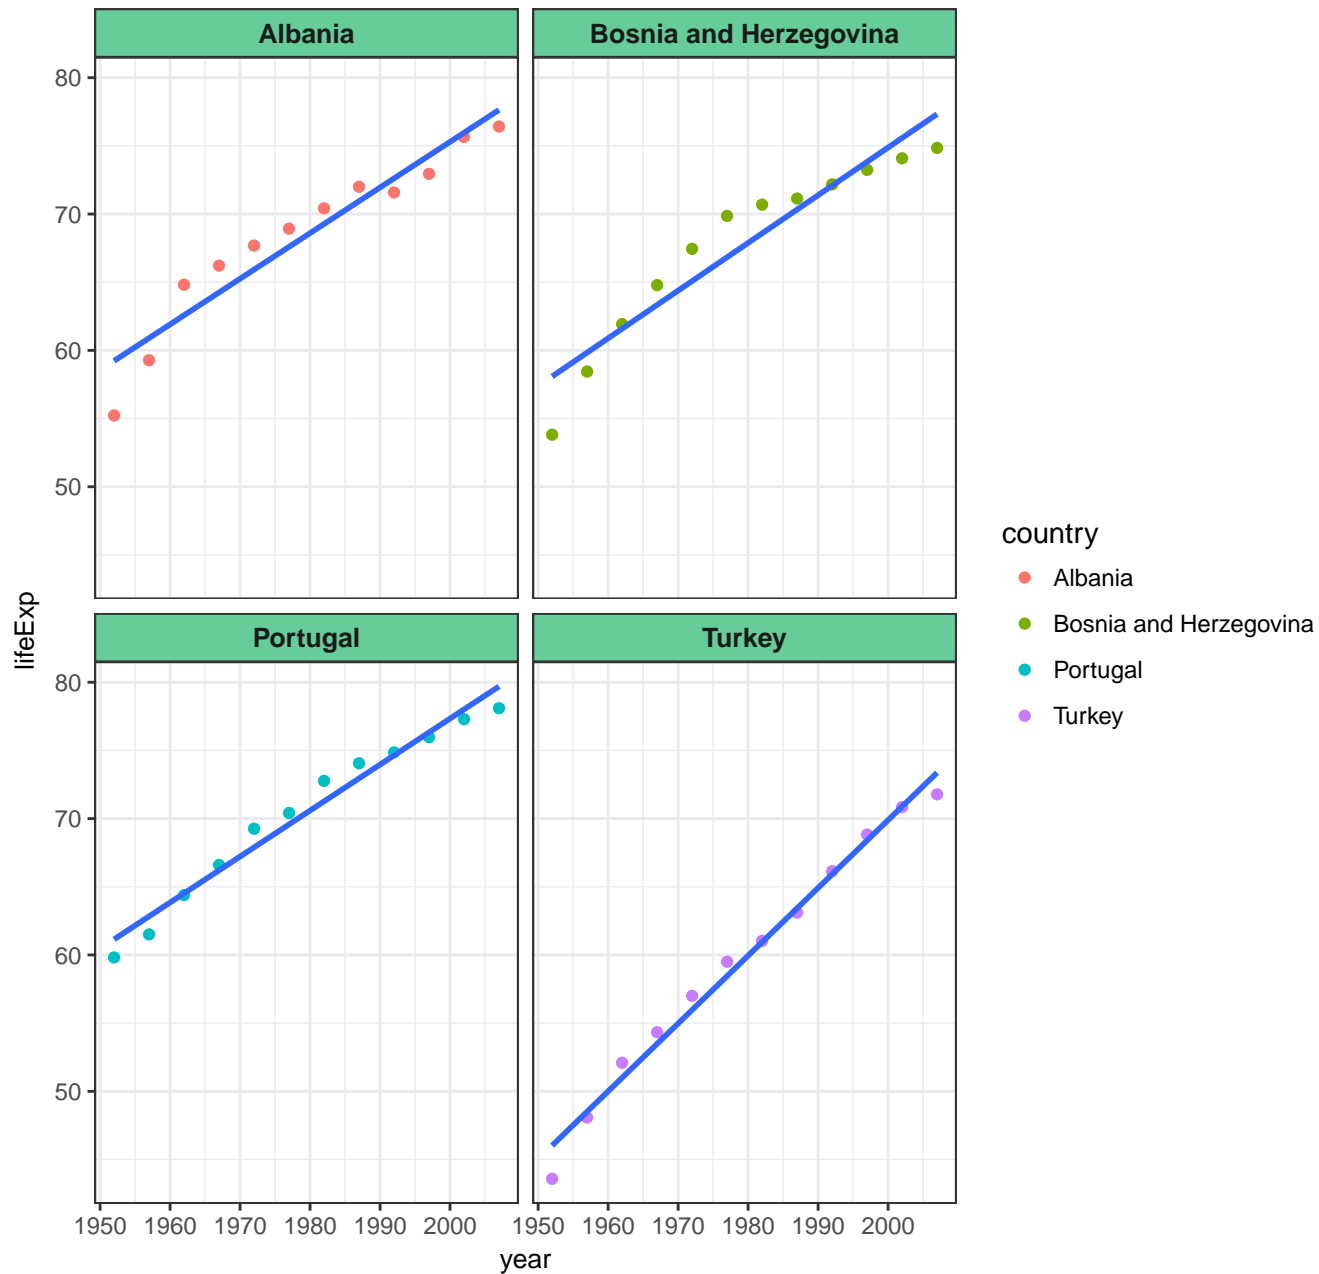 Albania
Bosnia and Herzegovina
80
70
60
50
lifeExp
Portugal
Turkey
80
70
60
50
1950 1960 1970 1980 1990 2000
1950 1960 1970 1980 1990 2000
year
country
Albania
Bosnia and Herzegovina
Portugal
Turkey